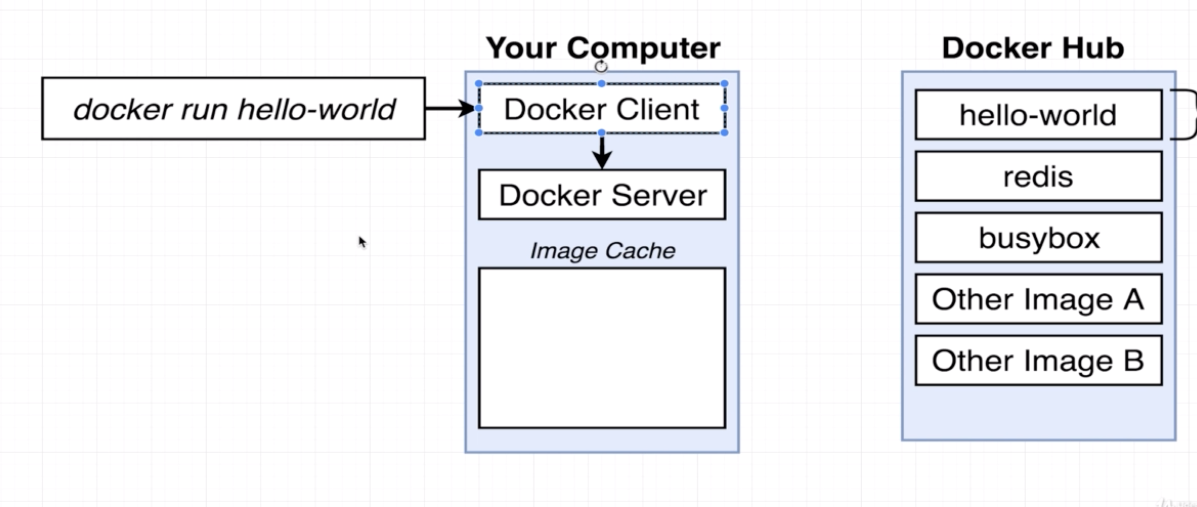 Your Computer
Docker Hub
docker run hello-world
Docker Client
Docker Server
Image Cache
hello-world
redis
busybox
Other Image A
Other Image B